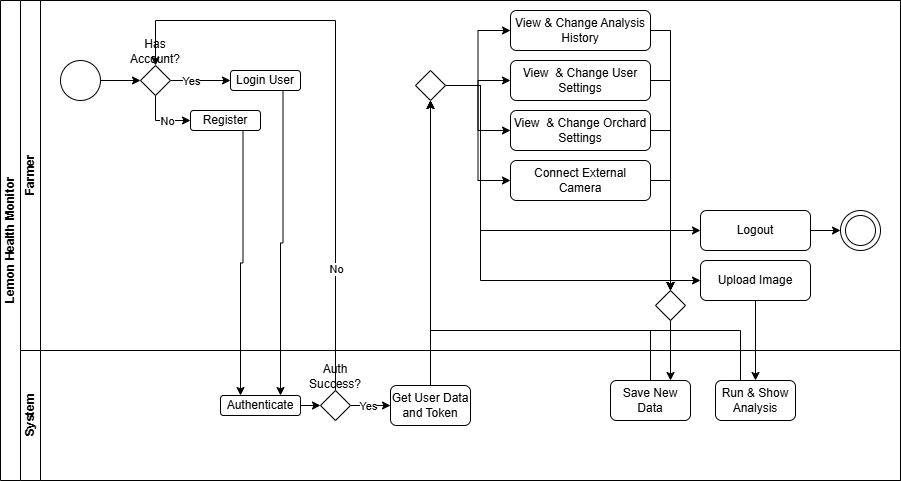 Lemon Health Monitor
Farmer
System
Has
Account?
Yes
Login User
No
Register
View & Change Analysis
History
View  & Change User
Settings
View  & Change Orchard
Settings
Connect External
Camera
Logout
Upload Image
No
Auth
Success?
Authenticate
Yes
Get User Data
and Token
Save New
Data
Run & Show
Analysis